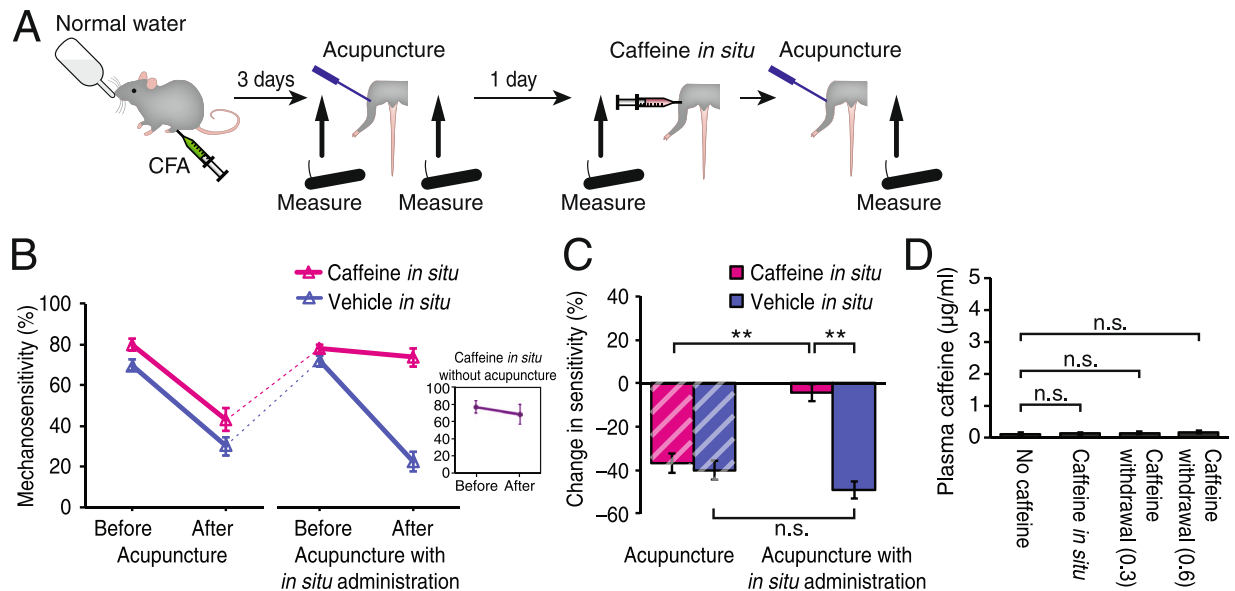 A
Normal water
CFA
3 days
Acupuncture
Measure
Measure
1 day
Caffeine in situ
Measure
Acupuncture
Measure
B
Caffeine in situ
Vehicle in situ
Mechanosensitivity (%)
100
80
60
40
20
0
Before
After
Acupuncture
Before
After
Acupuncture with
in situ administration
Caffeine in situ
without acupuncture
100
80
60
40
20
0
Before
After
C
Caffeine in situ
Vehicle in situ
Change in sensitivity (%)
40
20
0
−20
−40
−60
**
**
n.s.
Acupuncture
Acupuncture with
in situ administration
D
Plasma caffeine (μg/ml)
5
4
3
2
1
0
n.s.
n.s.
n.s.
No caffeine
Caffeine in situ
Caffeine
withdrawal (0.3)
Caffeine
withdrawal (0.6)